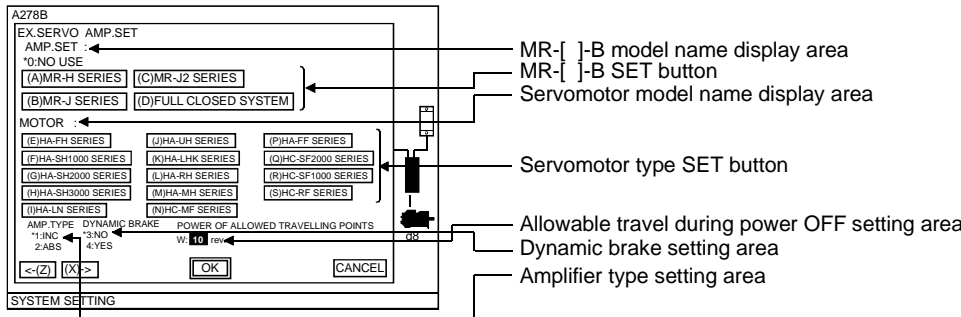 A278B
EX.SERVO AMP.SET
AMP.SET :
*0:NO USE
(A)MR-H SERIES (C)MR-J2 SERIES
(B)MR-J SERIES (D)FULL CLOSED SYSTEM
MOTOR :
(E)HA-FH SERIES (J)HA-UH SERIES (P)HA-FF SERIES
(F)HA-SH1000 SERIES (K)HA-LHK SERIES (Q)HC-SF2000 SERIES
(G)HA-SH2000 SERIES (L)HA-RH SERIES (R)HC-SF1000 SERIES
(H)HA-SH3000 SERIES (M)HA-MH SERIES (S)HC-RF SERIES
(I)HA-LN SERIES (N)HC-MF SERIES
AMP.TYPE DYNAMIC BRAKE POWER OF ALLOWED TRAVELLING POINTS
*1:INC *3:NO W: 10 rev
2:ABS 4:YES
d8
<-(Z) (X)-> OK CANCEL
SYSTEM SETTING
MR-[ ]-B model name display area
MR-[ ]-B SET button
Servomotor model name display area
Servomotor type SET button
Allowable travel during power OFF setting area
Dynamic brake setting area
Amplifier type setting area